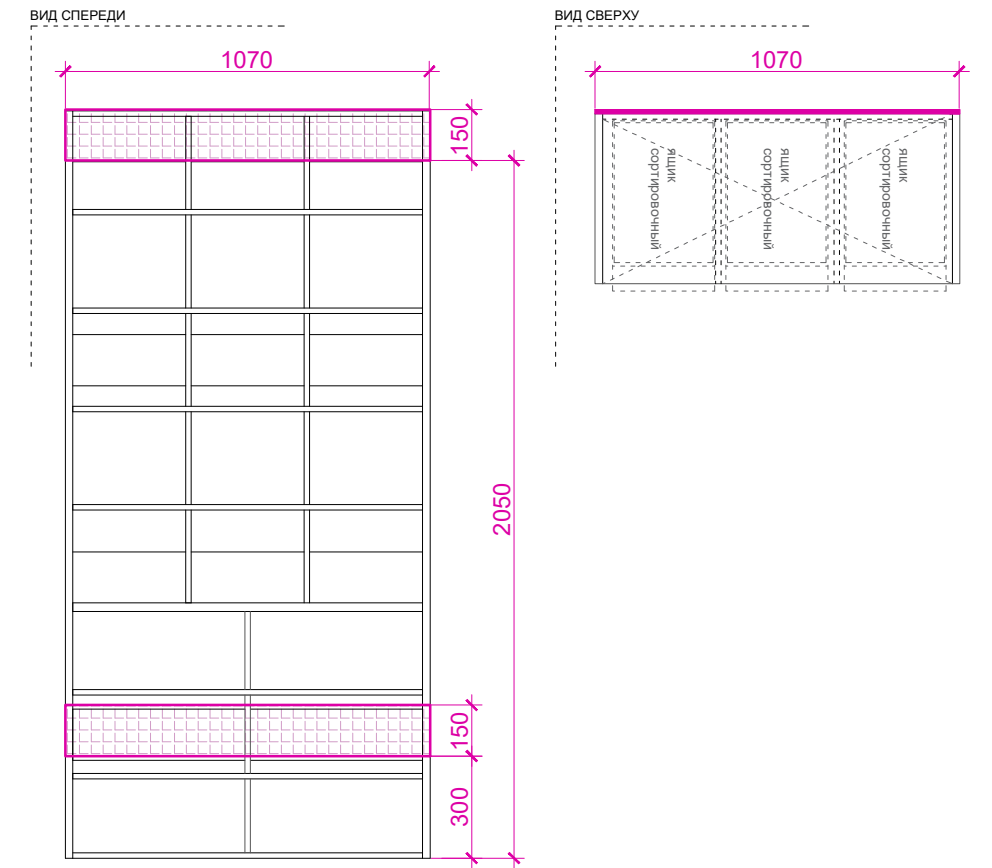 ВИД СПЕРЕДИ
ВИД СВЕРХУ
1070
1070
150
2050
150
300
ящик
сортировочный
ящик
сортировочный
ящик
сортировочный